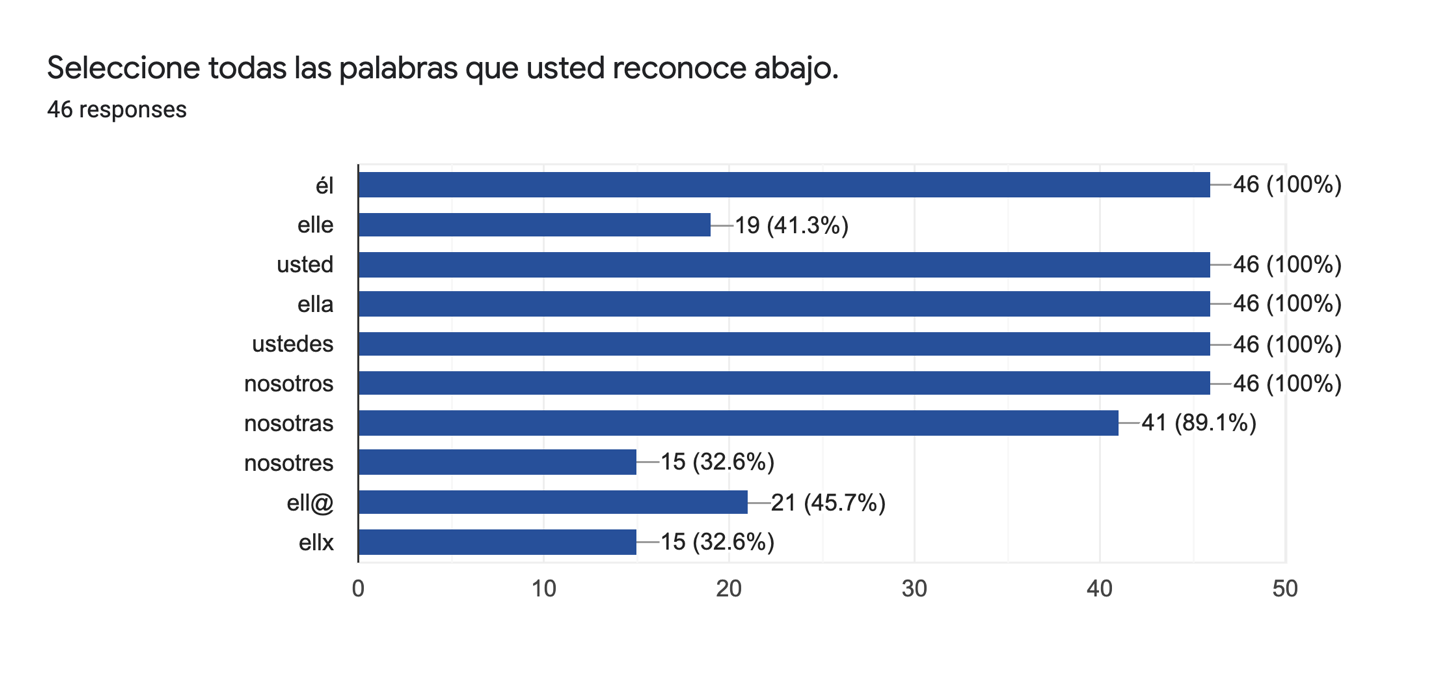 Seleccione todas las palabras que usted reconoce abajo.
46 responses
él 46 (100%)
elle 19 (41.3%)
usted 46 (100%)
ella 46 (100%)
ustedes 46 (100%)
nosotros 46 (100%)
nosotras 41 (89.1%)
nosotres 15 (32.6%)
ell@ 21 (45.7%)
ellx 15 (32.6%)
0 10 20 30 40 50